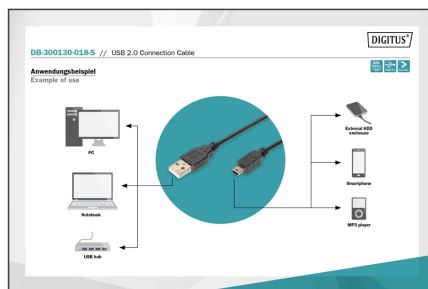 DIGITUS®
DB-300130-018-S // USB 2.0 Connection Cable
Anwendungsbeispiel
Example of use
PC
Notebook
USB hub
External HDD
enclosure
Smartphone
MP3 player